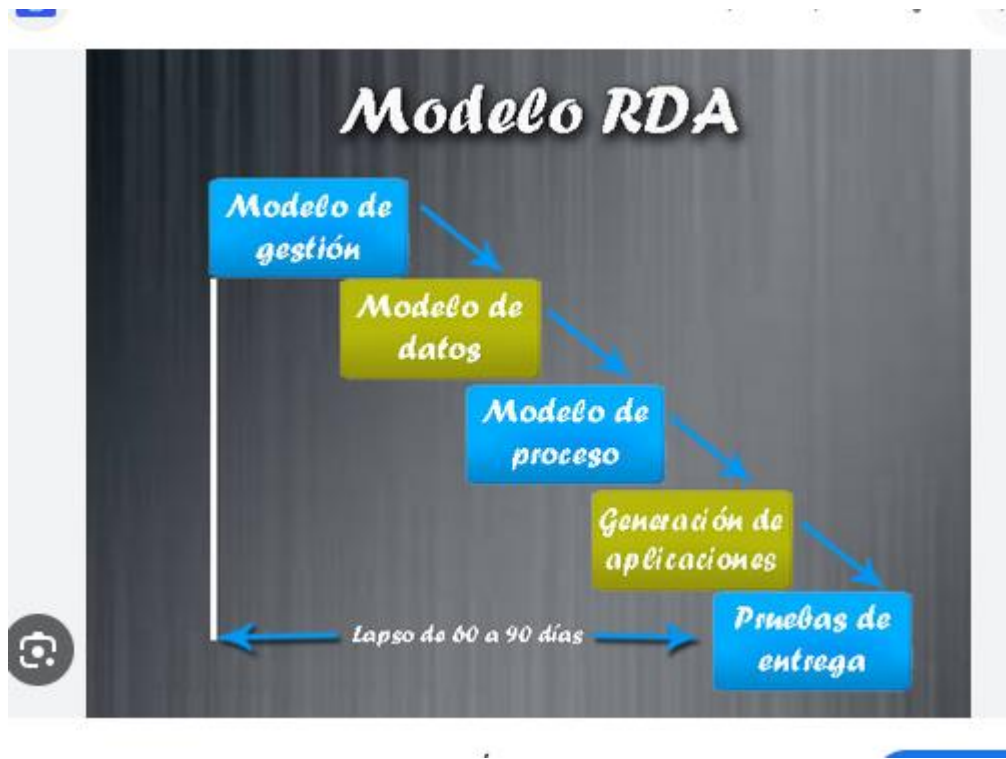 Modelo RDA
Modelo de
gestión
Modelo de
datos
Modelo de
proceso
Generación de
aplicaciones
Pruebas de
entrega
Lapso de 60 a 90 días